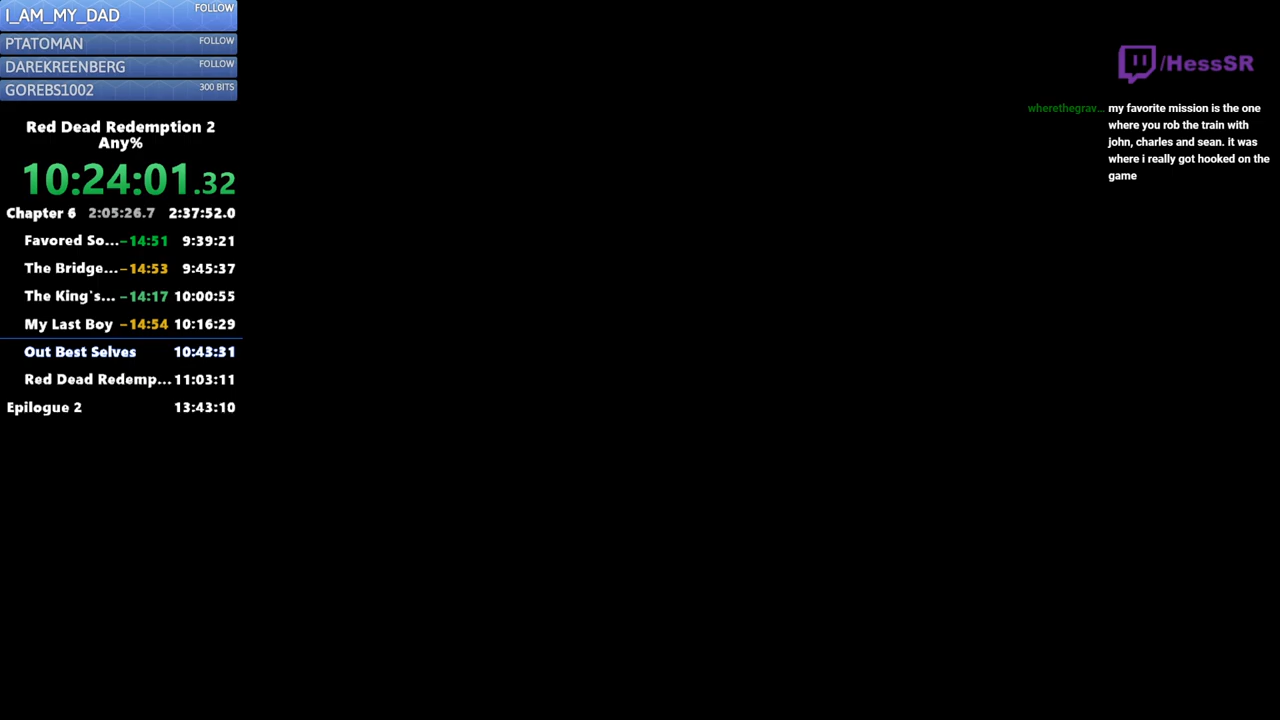 I_AM_MY_DAD FOLLOW
PTATOMAN FOLLOW
DAREKREENBERG FOLLOW
GOREBS1002 300 BITS
Red Dead Redemption 2
Any%
10:24:01.32
Chapter 6 2:05:26.7 2:37:52.0
Favored So... −14:51 9:39:21
The Bridge... −14:53 9:45:37
The King's... −14:17 10:00:55
My Last Boy −14:54 10:16:29
Out Best Selves 10:43:31
Red Dead Redemp... 11:03:11
Epilogue 2 13:43:10
/HessSR
wherethegrav... my favorite mission is the one
where you rob the train with
john, charles and sean. it was
where i really got hooked on the
game